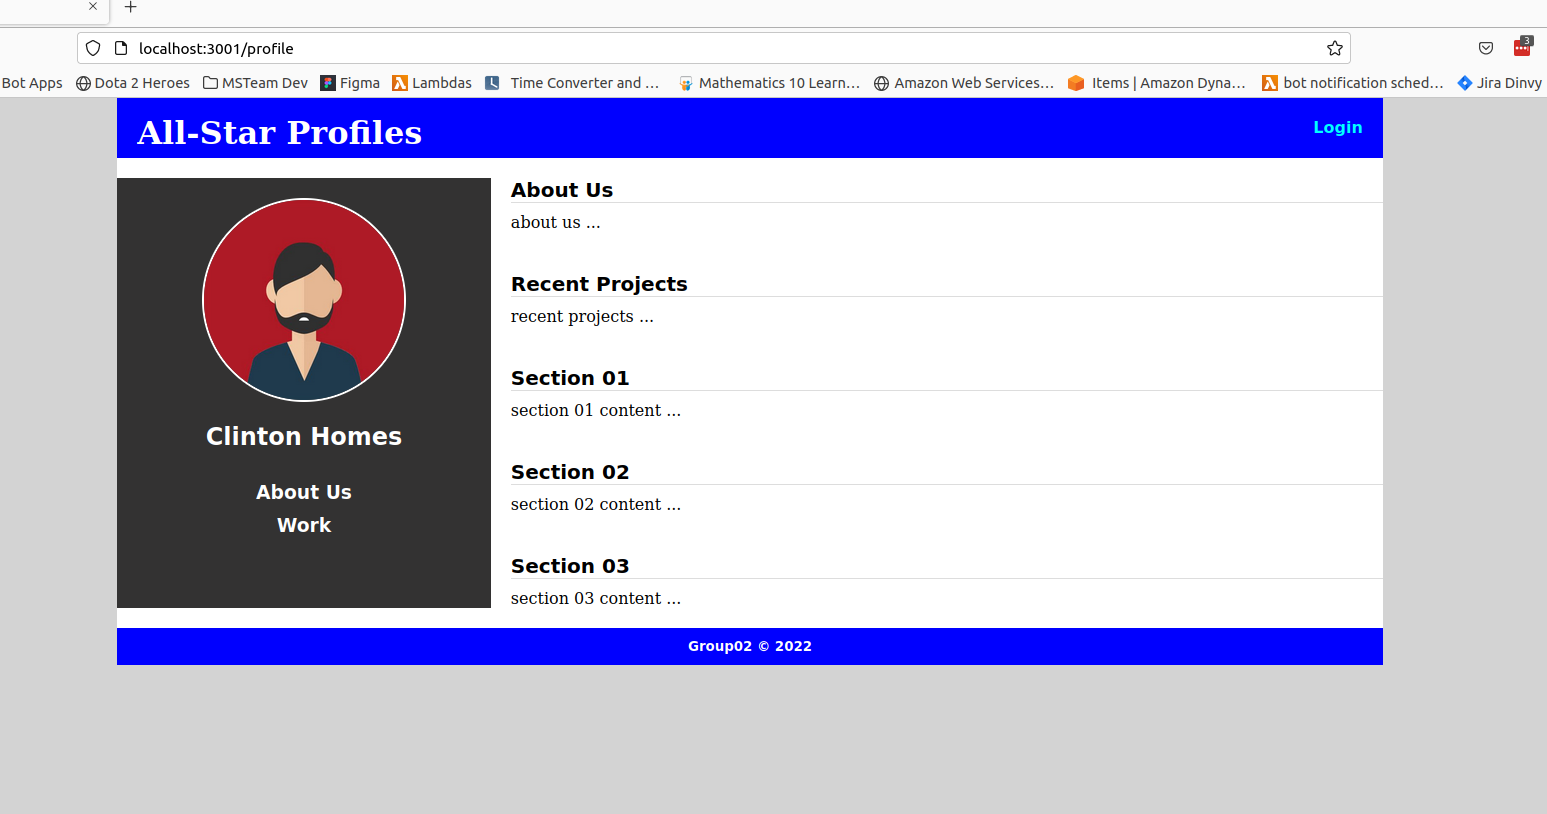 localhost:3001/profile
3
Bot Apps Dota 2 Heroes MSTeam Dev Figma Lambdas Time Converter and ... Mathematics 10 Learn... Amazon Web Services... Items | Amazon Dyna... bot notification sched... Jira Dinvy
All-Star Profiles
Login
Clinton Homes
About Us
Work
About Us
about us ...
Recent Projects
recent projects ...
Section 01
section 01 content ...
Section 02
section 02 content ...
Section 03
section 03 content ...
Group02 © 2022